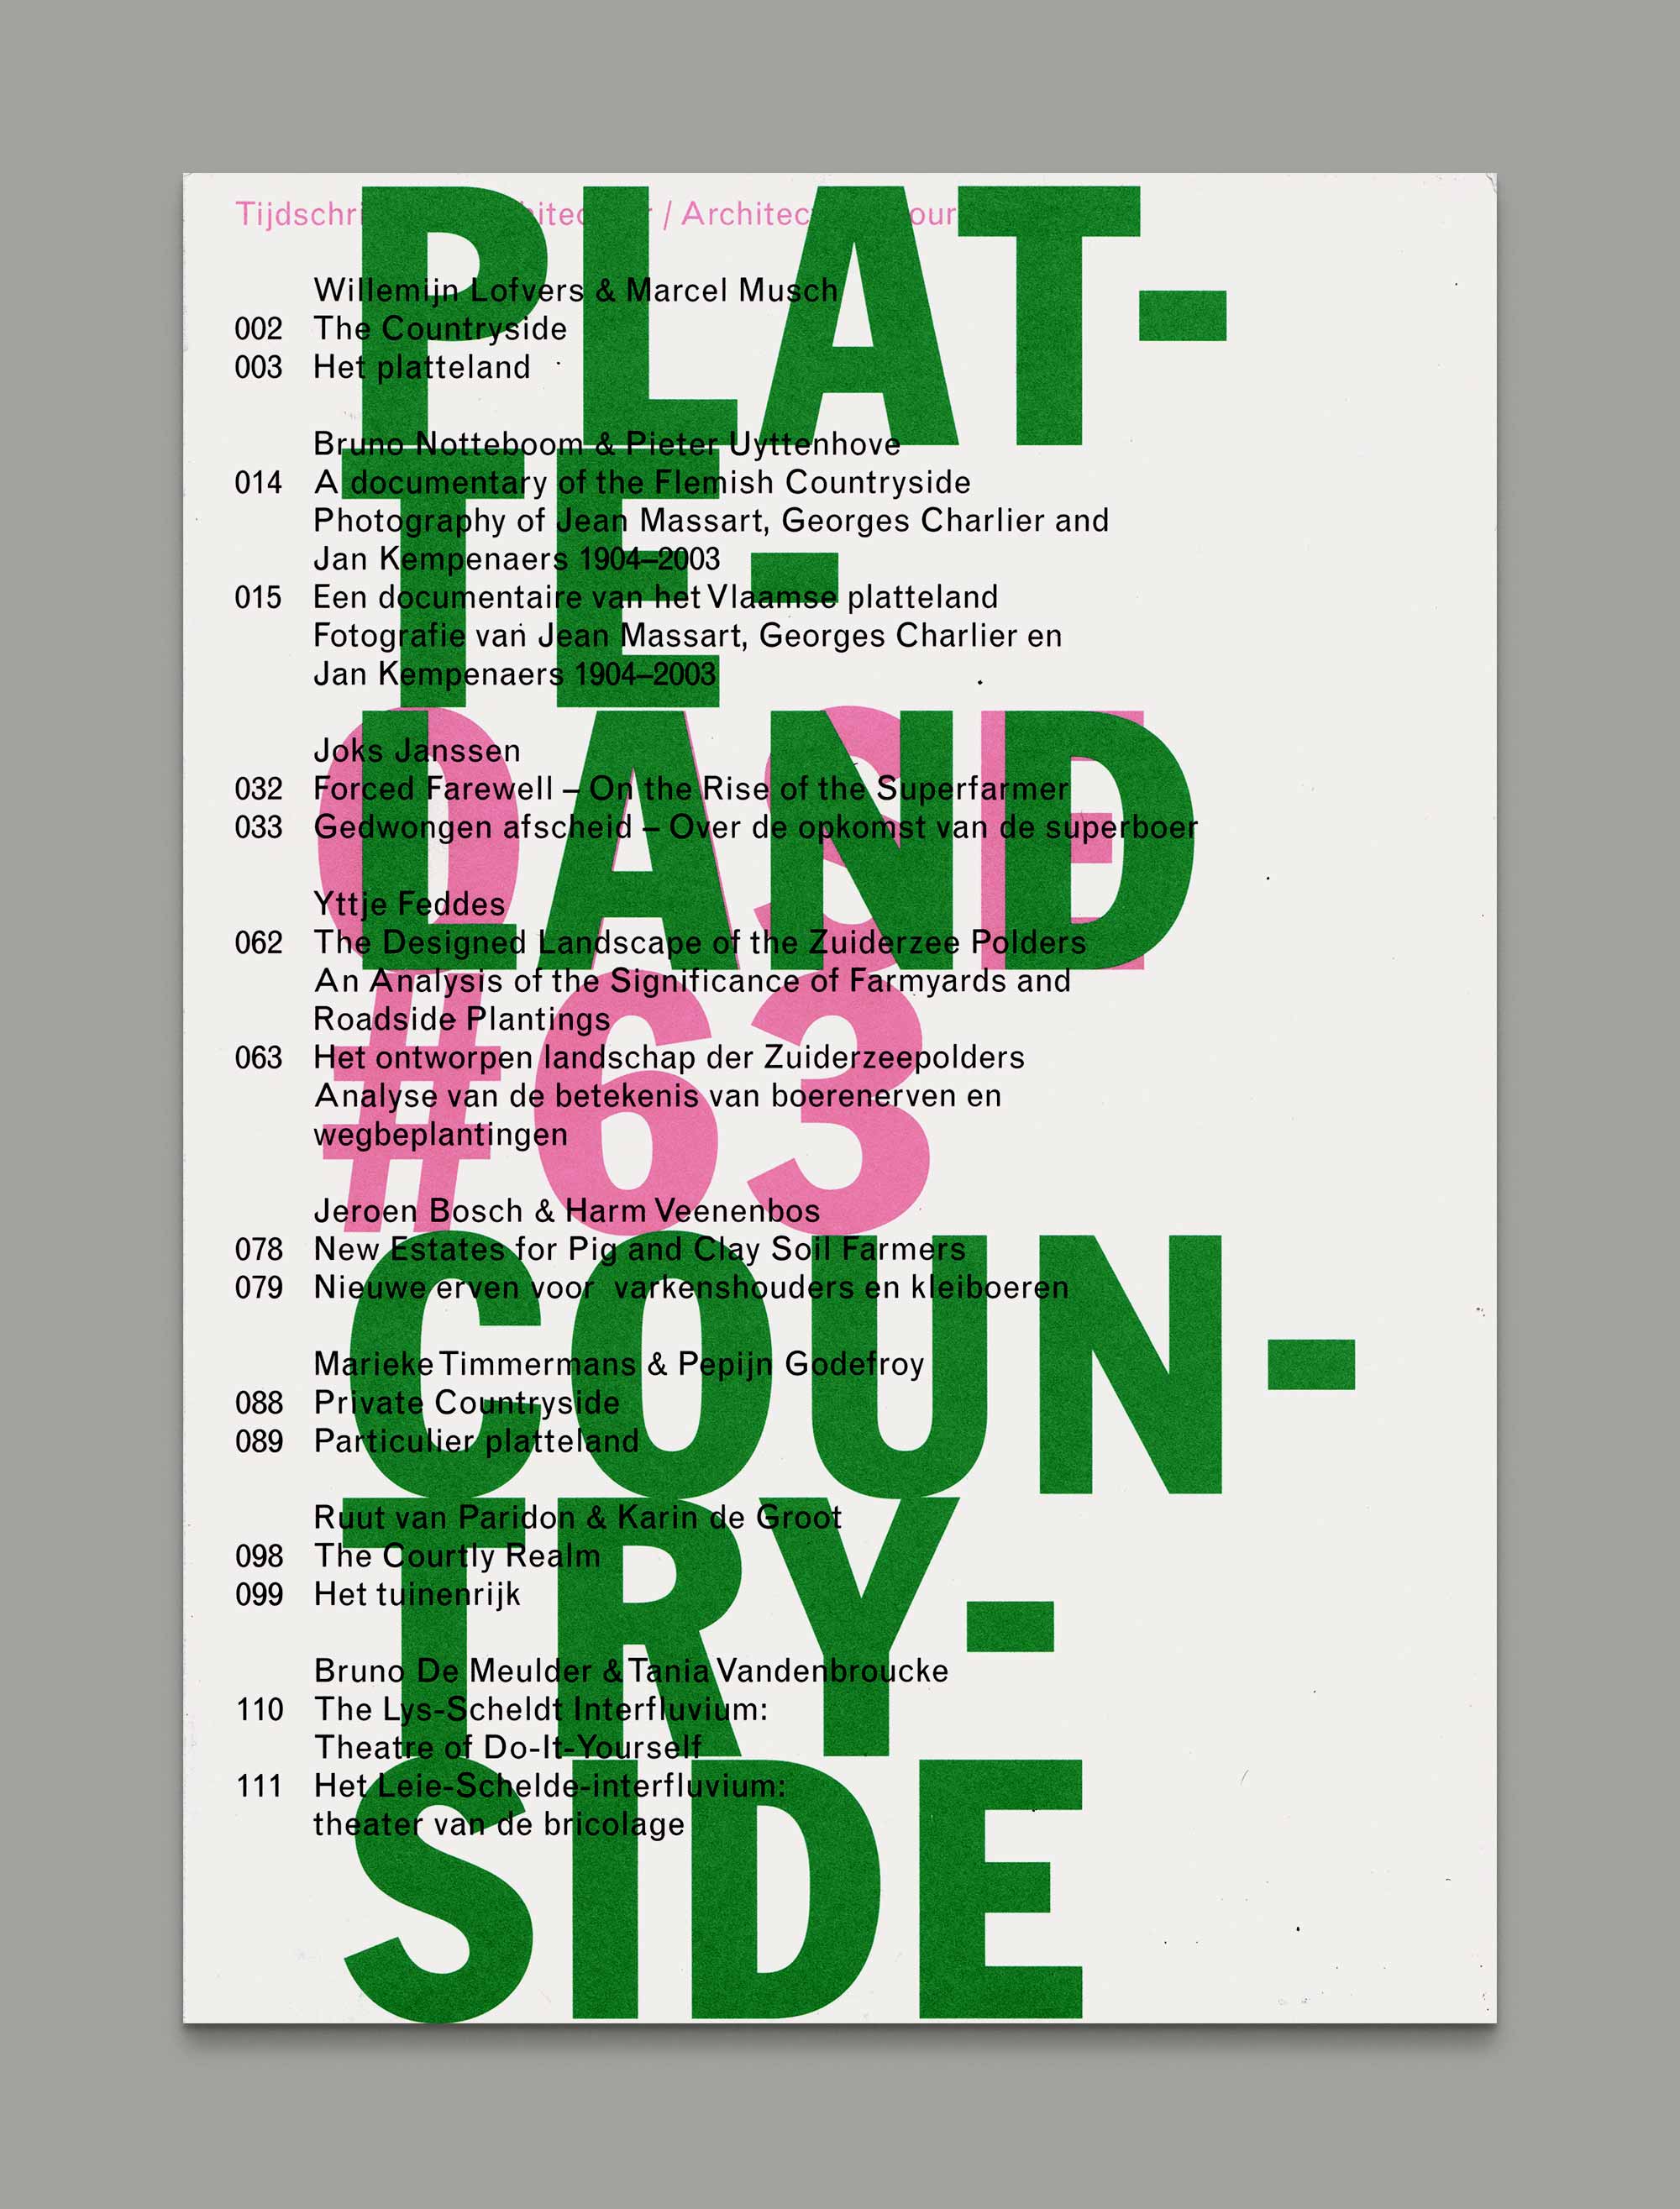 Tijdschri hitec r / Architec our
PLAT-
TE-
LAND
OASE
#63
COUN-
TRY-
SIDE
Willemijn Lofvers & Marcel Musch
002 The Countryside
003 Het platteland
Bruno Notteboom & Pieter Uyttenhove
014 A documentary of the Flemish Countryside
Photography of Jean Massart, Georges Charlier and
Jan Kempenaers 1904–2003
015 Een documentaire van het Vlaamse platteland
Fotografie van Jean Massart, Georges Charlier en
Jan Kempenaers 1904–2003
Joks Janssen
032 Forced Farewell – On the Rise of the Superfarmer
033 Gedwongen afscheid – Over de opkomst van de superboer
Yttje Feddes
062 The Designed Landscape of the Zuiderzee Polders
An Analysis of the Significance of Farmyards and
Roadside Plantings
063 Het ontworpen landschap der Zuiderzeepolders
Analyse van de betekenis van boerenerven en
wegbeplantingen
Jeroen Bosch & Harm Veenenbos
078 New Estates for Pig and Clay Soil Farmers
079 Nieuwe erven voor varkenshouders en kleiboeren
Marieke Timmermans & Pepijn Godefroy
088 Private Countryside
089 Particulier platteland
Ruut van Paridon & Karin de Groot
098 The Courtly Realm
099 Het tuinenrijk
Bruno De Meulder & Tania Vandenbroucke
110 The Lys-Scheldt Interfluvium:
Theatre of Do-It-Yourself
111 Het Leie-Schelde-interfluvium:
theater van de bricolage